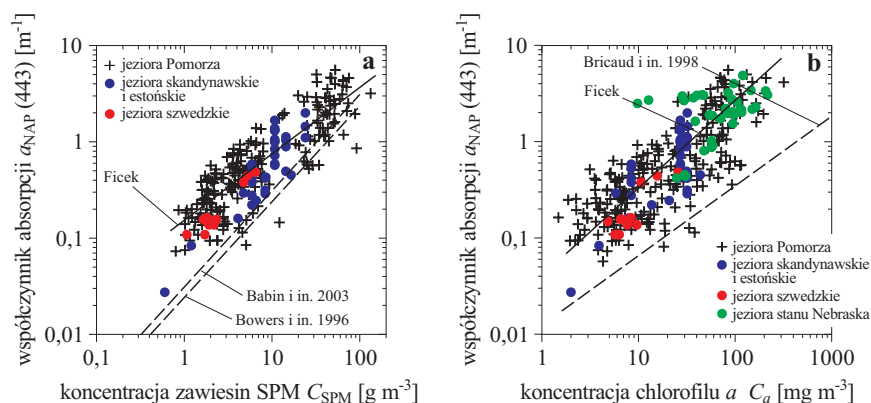 współczynnik absorpcji aNAP (443) [m-1]
10
1
0,1
0,01
a
jeziora Pomorza
jeziora skandynawskie
i estońskie
jeziora szwedzkie
Ficek
Babin i in. 2003
Bowers i in. 1996
0,1
1
10
100
1000
koncentracja zawiesin SPM CSPM [g m-3]
współczynnik absorpcji aNAP (443) [m-1]
10
1
0,1
0,01
Bricaud i in. 1998
b
Ficek
jeziora Pomorza
jeziora skandynawskie
i estońskie
jeziora szwedzkie
jeziora stanu Nebraska
1
10
100
1000
koncentracja chlorofilu a Ca [mg m-3]